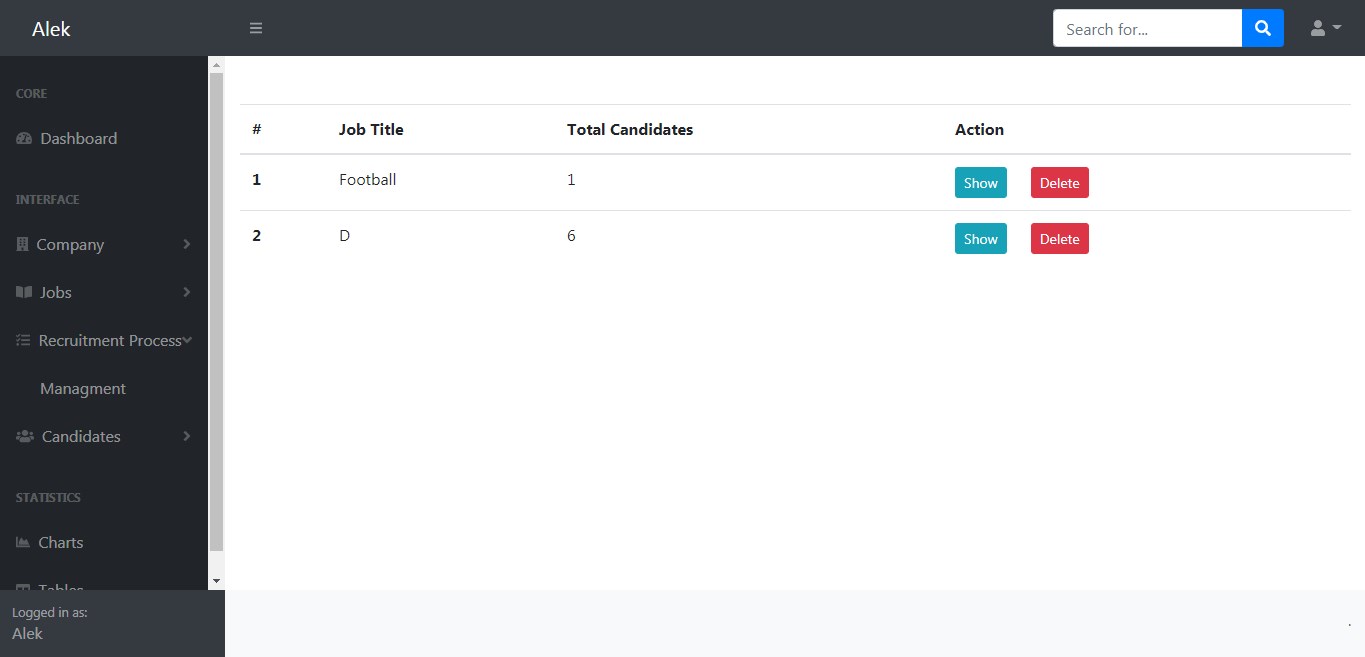 Alek
Search for...
CORE
Dashboard
INTERFACE
Company
Jobs
Recruitment Process
Managment
Candidates
STATISTICS
Charts
Tables
Logged in as:
Alek
# Job Title Total Candidates Action
1 Football 1 Show Delete
2 D 6 Show Delete
.